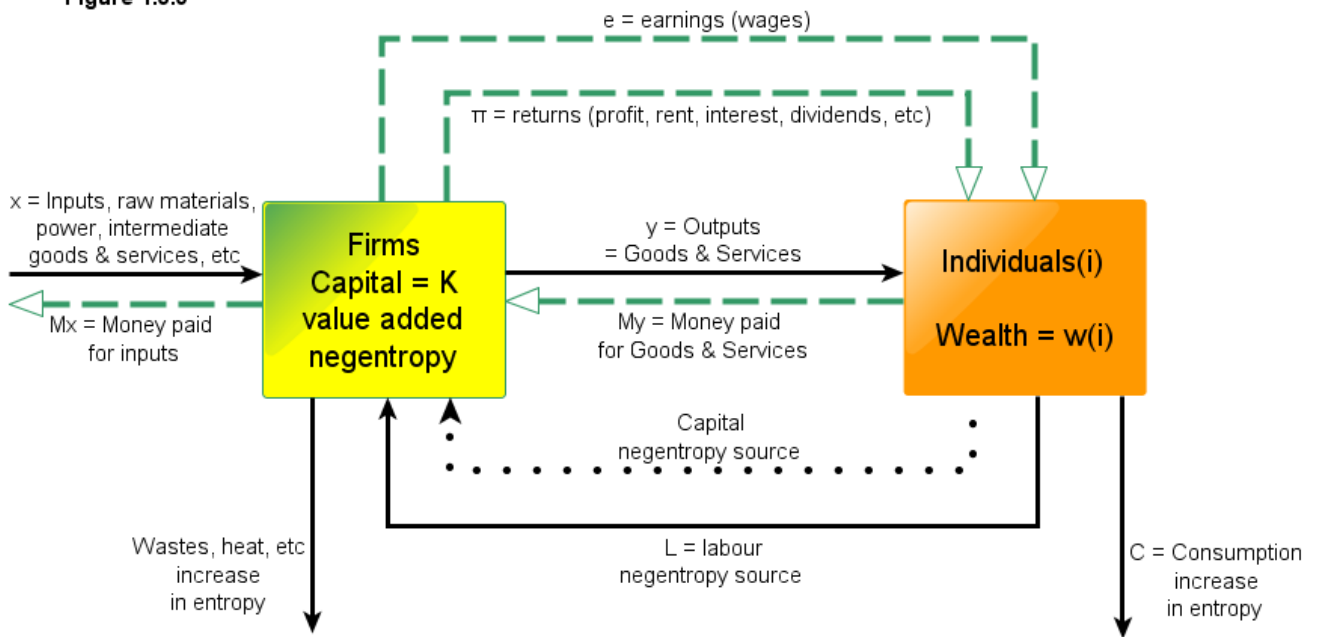 e = earnings (wages)
π = returns (profit, rent, interest, dividends, etc)
x = Inputs, raw materials,
power, intermediate
goods & services, etc
Mx = Money paid
for inputs
Firms
Capital = K
value added
negentropy
y = Outputs
= Goods & Services
My = Money paid
for Goods & Services
Individuals(i)
Wealth = w(i)
Capital
negentropy source
L = labour
negentropy source
Wastes, heat, etc
increase
in entropy
C = Consumption
increase
in entropy